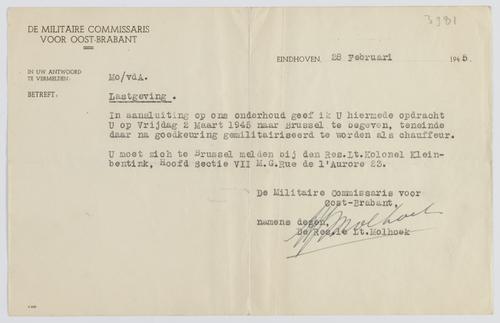 3981
DE MILITAIRE COMMISSARIS
VOOR OOST-BRABANT
EINDHOVEN, 28 Februari 1945.
IN UW ANTWOORD
TE VERMELDEN:
Mo/vdA.
BETREFT:
Lastgeving.
In aansluiting op ons onderhoud geef ik U hiermede opdracht
U op Vrijdag 2 Maart 1945 naar Brussel te begeven, teneinde
daar na goedkeuring gemilitairiseerd te worden als chauffeur.
U moet zich te Brussel melden bij den Res.Lt.Kolonel Klein-
bentink, Hoofd Sectie VII M.G.Rue de l'Aurore 23.
De Militaire Commissaris voor
Oost-Brabant,
namens dezen,
Molhoek
De Res.1e Lt.Molhoek